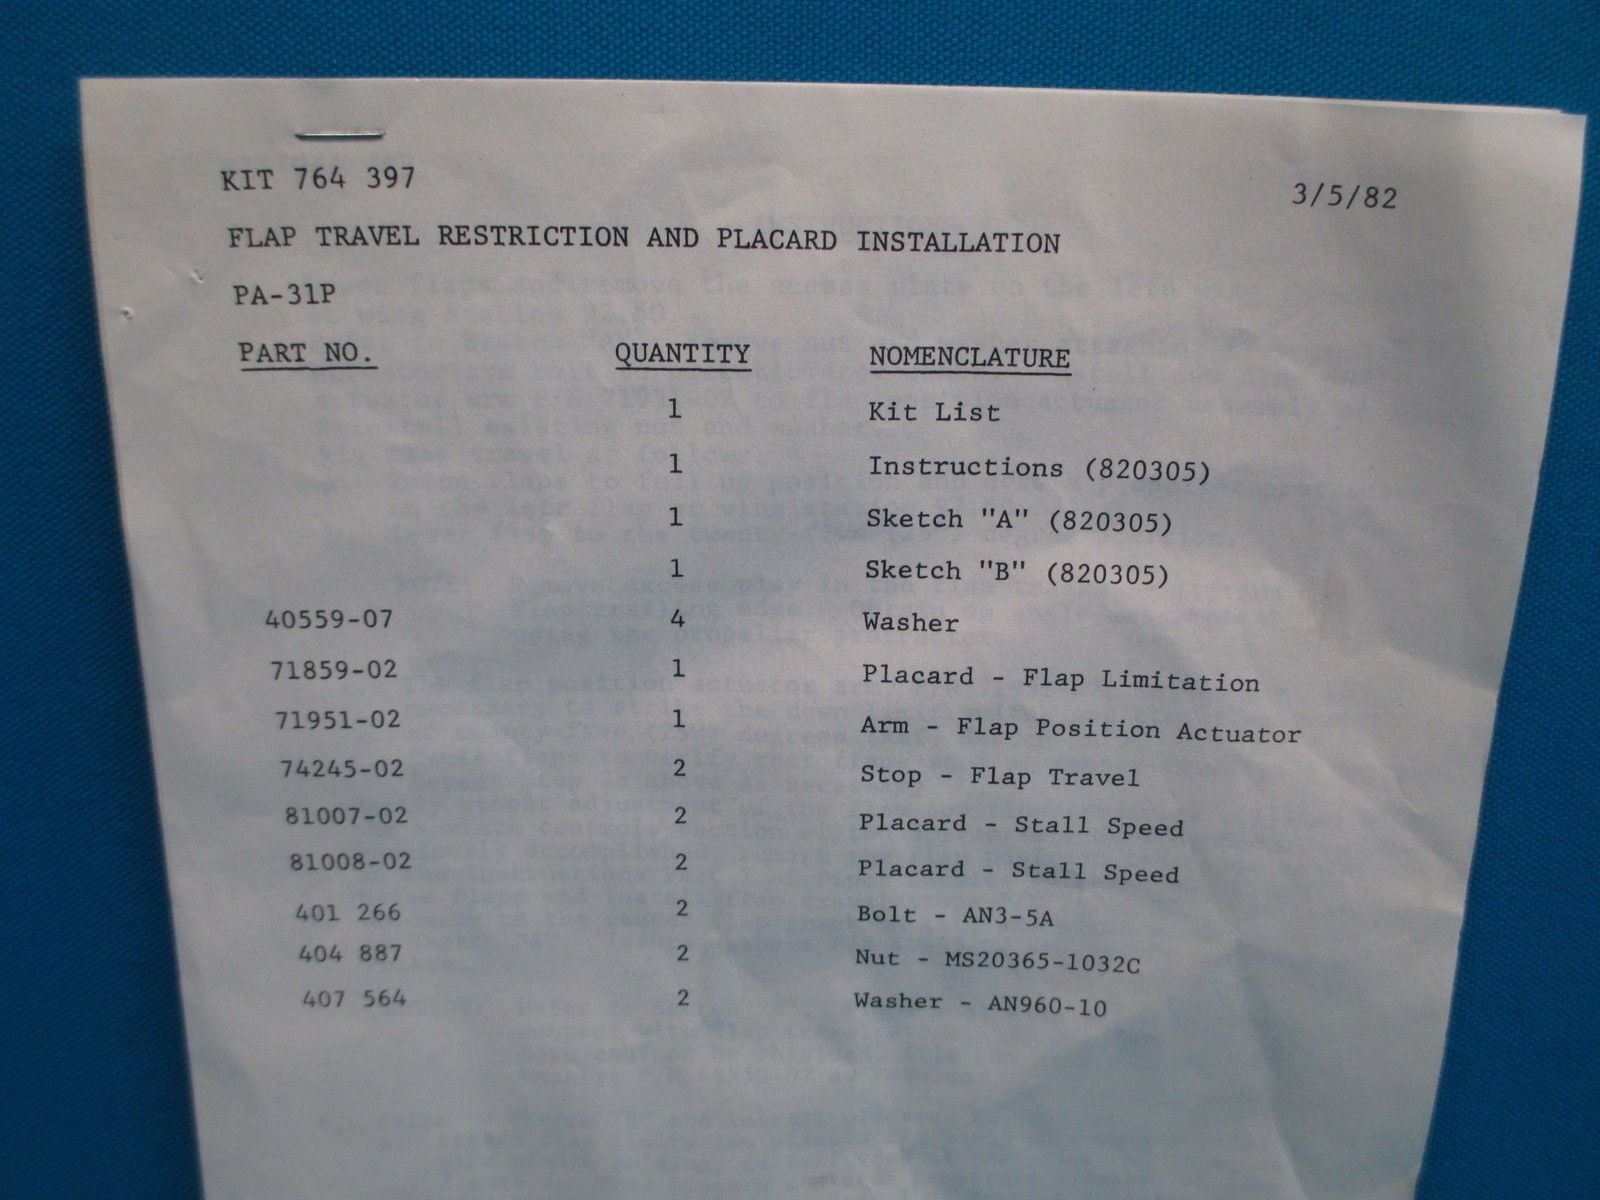 KIT 764 397 3/5/82
FLAP TRAVEL RESTRICTION AND PLACARD INSTALLATION
PA-31P
PART NO. QUANTITY NOMENCLATURE
1 Kit List
1 Instructions (820305)
1 Sketch "A" (820305)
1 Sketch "B" (820305)
40559-07 4 Washer
71859-02 1 Placard - Flap Limitation
71951-02 1 Arm - Flap Position Actuator
74245-02 2 Stop - Flap Travel
81007-02 2 Placard - Stall Speed
81008-02 2 Placard - Stall Speed
401 266 2 Bolt - AN3-5A
404 887 2 Nut - MS20365-1032C
407 564 2 Washer - AN960-10